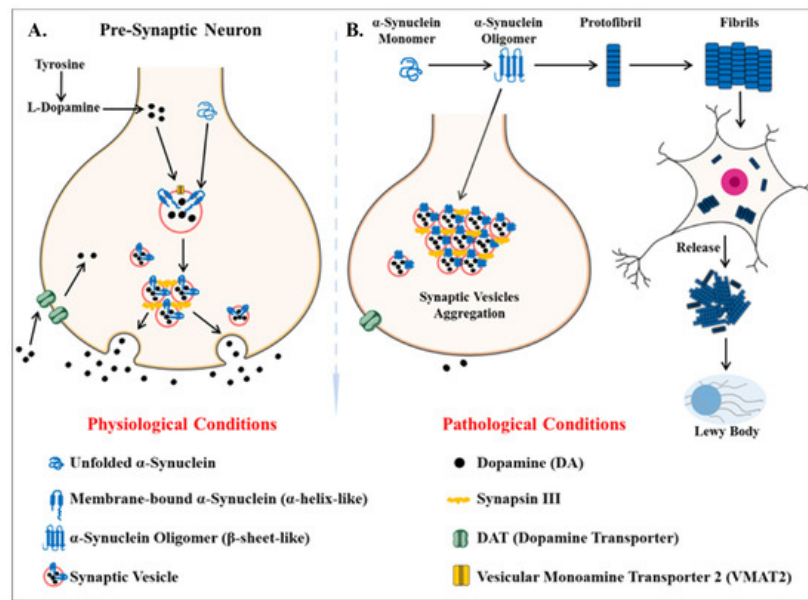 A.
Pre-Synaptic Neuron
Tyrosine
L-Dopamine
Physiological Conditions
B.
α-Synuclein
Monomer
α-Synuclein
Oligomer
Protofibril
Fibrils
Synaptic Vesicles
Aggregation
Release
Lewy Body
Pathological Conditions
Unfolded α-Synuclein
Membrane-bound α-Synuclein (α-helix-like)
α-Synuclein Oligomer (β-sheet-like)
Synaptic Vesicle
Dopamine (DA)
Synapsin III
DAT (Dopamine Transporter)
Vesicular Monoamine Transporter 2 (VMAT2)